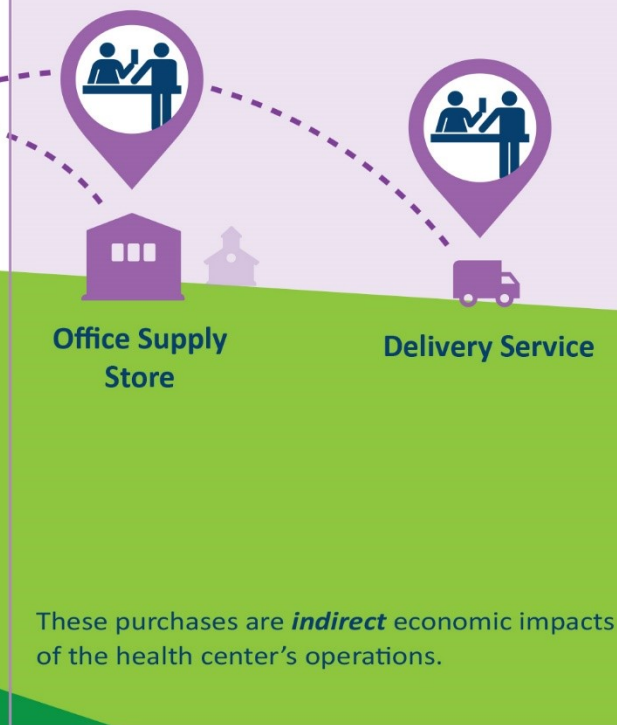 Office Supply
Store
Delivery Service
These purchases are indirect economic impacts
of the health center’s operations.